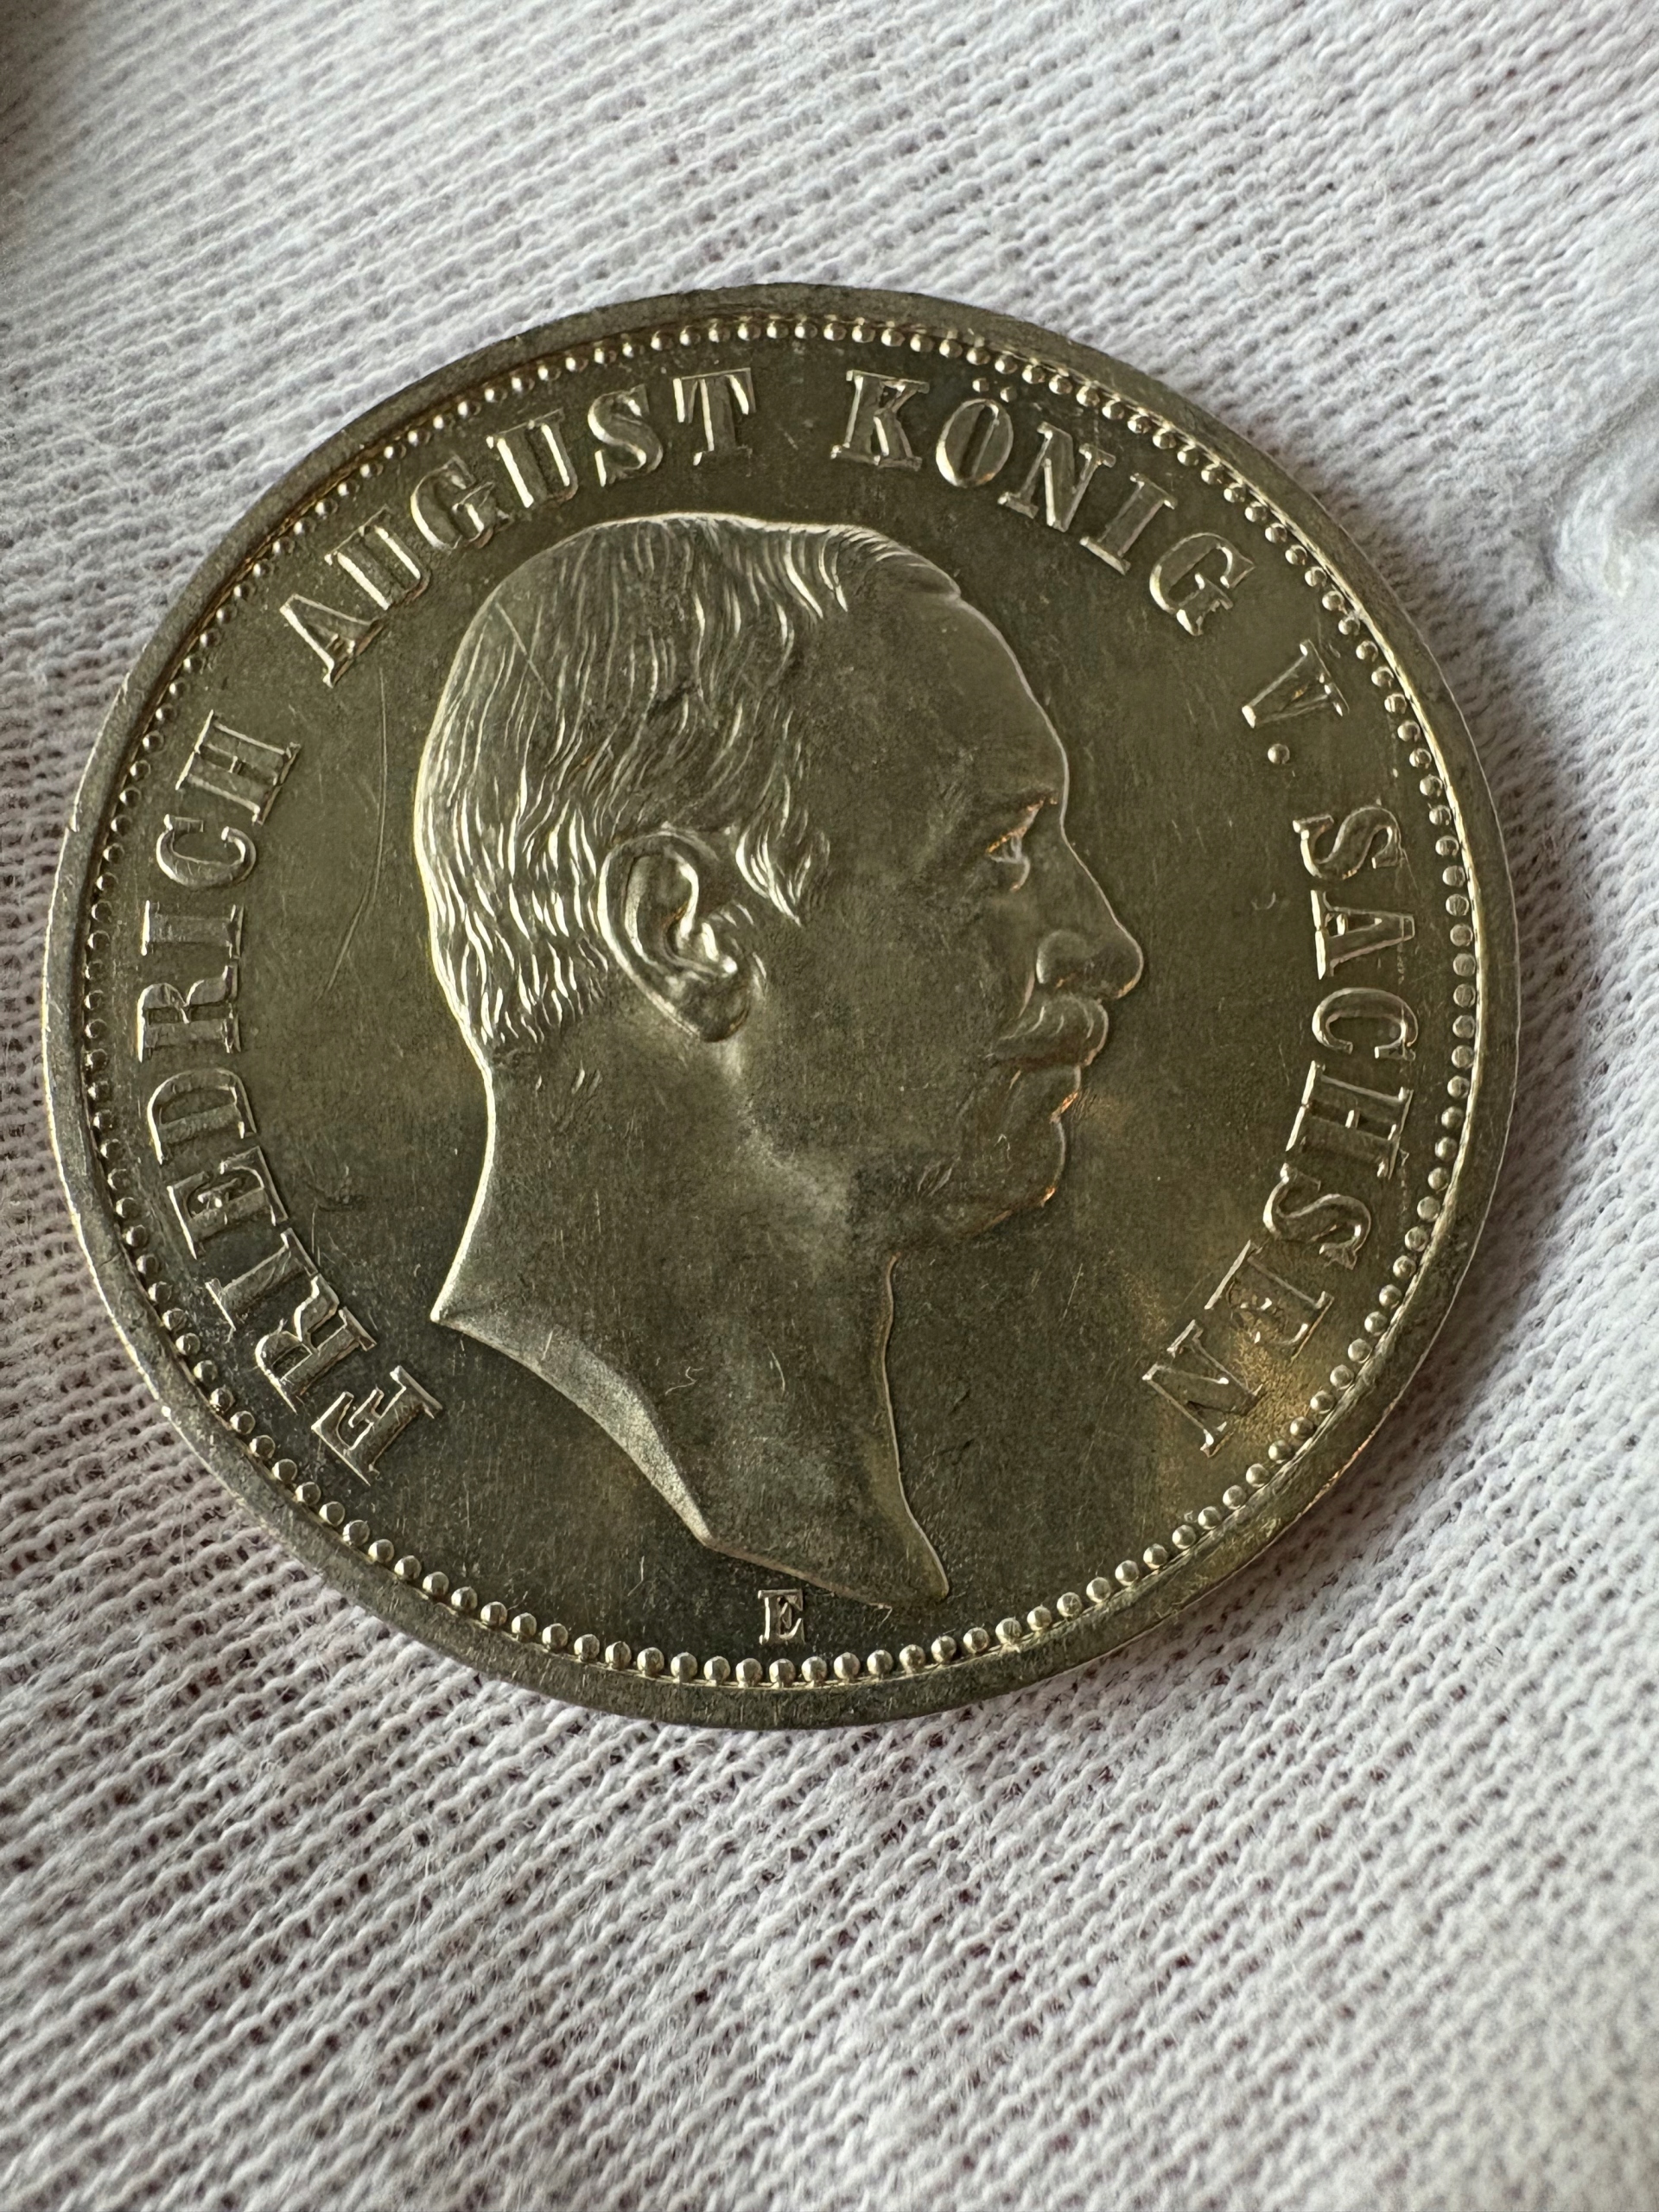 FRIEDRICH AUGUST KÖNIG V. SACHSEN
E